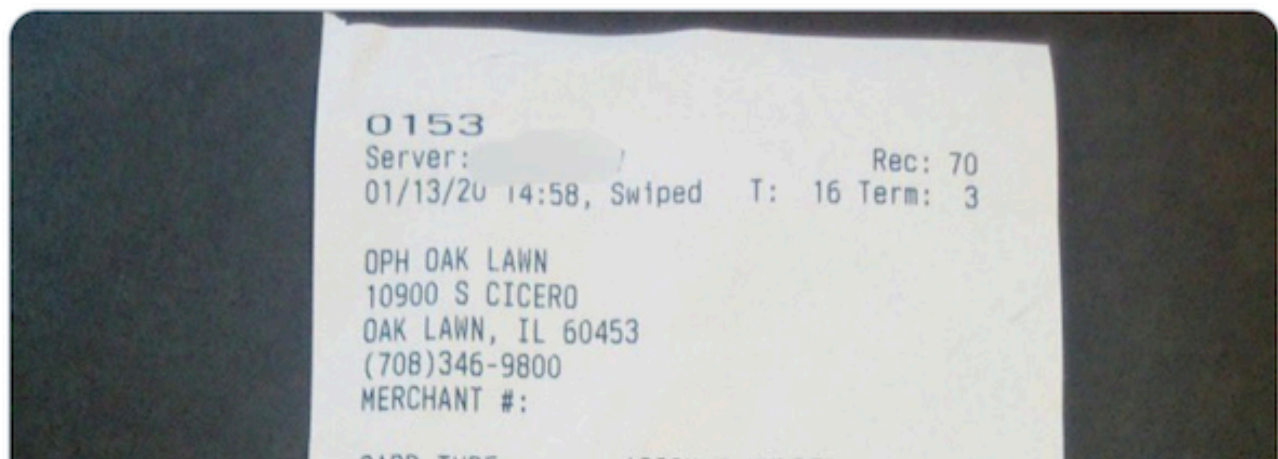 0153
Server: Rec: 70
01/13/20 14:58, Swiped T: 16 Term: 3
OPH OAK LAWN
10900 S CICERO
OAK LAWN, IL 60453
(708)346-9800
MERCHANT #: